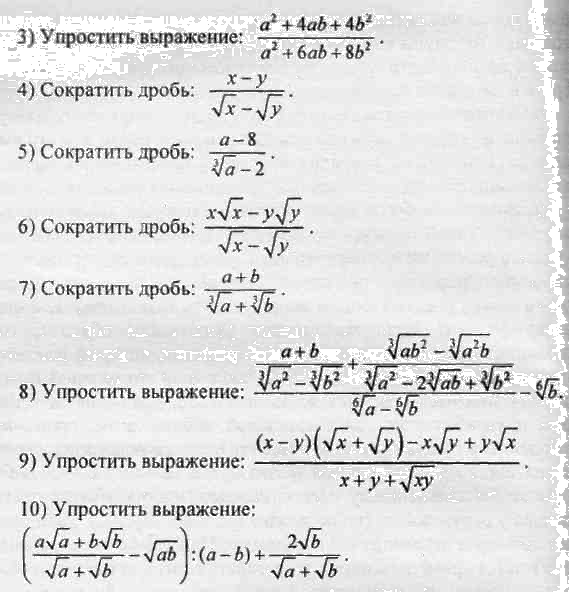 3) Упростить выражение: \frac{a^2+4ab+4b^2}{a^2+6ab+8b^2}.
4) Сократить дробь: \frac{x-y}{\sqrt{x}-\sqrt{y}}.
5) Сократить дробь: \frac{a-8}{\sqrt[3]{a}-2}.
6) Сократить дробь: \frac{x\sqrt{x}-y\sqrt{y}}{\sqrt{x}-\sqrt{y}}.
7) Сократить дробь: \frac{a+b}{\sqrt[3]{a}+\sqrt[3]{b}}.
8) Упростить выражение: \frac{\frac{a+b}{\sqrt[3]{a^2}-\sqrt[3]{b^2}}+\frac{\sqrt[3]{ab^2}-\sqrt[3]{a^2b}}{\sqrt[3]{a^2}-2\sqrt[3]{ab}+\sqrt[3]{b^2}}}{\sqrt[6]{a}-\sqrt[6]{b}}-\sqrt[6]{b}.
9) Упростить выражение: \frac{(x-y)(\sqrt{x}+\sqrt{y})-x\sqrt{y}+y\sqrt{x}}{x+y+\sqrt{xy}}.
10) Упростить выражение:
\left(\frac{a\sqrt{a}+b\sqrt{b}}{\sqrt{a}+\sqrt{b}}-\sqrt{ab}\right):(a-b)+\frac{2\sqrt{b}}{\sqrt{a}+\sqrt{b}}.